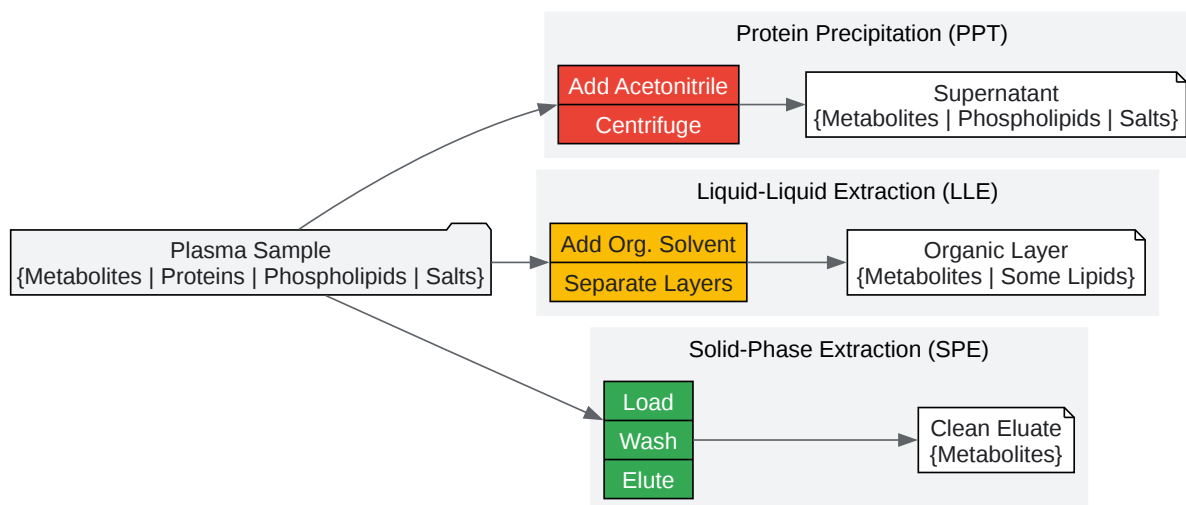 Protein Precipitation (PPT)
Add Acetonitrile
Centrifuge
Supernatant
{Metabolites | Phospholipids | Salts}
Liquid-Liquid Extraction (LLE)
Plasma Sample
{Metabolites | Proteins | Phospholipids | Salts}
Add Org. Solvent
Separate Layers
Organic Layer
{Metabolites | Some Lipids}
Solid-Phase Extraction (SPE)
Load
Wash
Elute
Clean Eluate
{Metabolites}